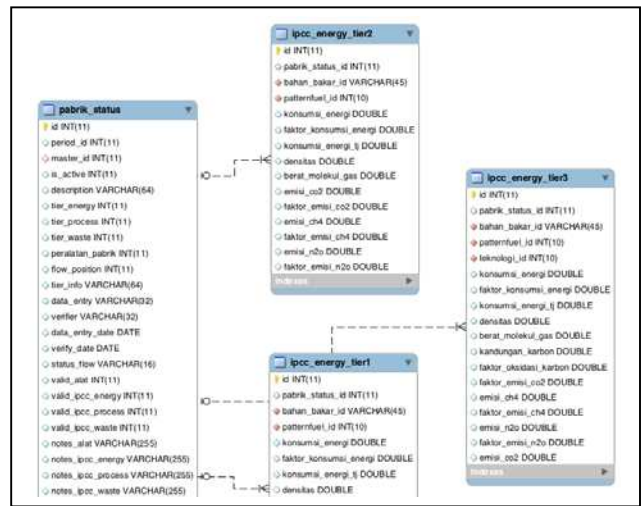 ipcc_energy_tier2
id INT(11)
pabrik_status_id INT(11)
bahan_bakar_id VARCHAR(45)
patternfuel_id INT(10)
konsumsi_energi DOUBLE
faktor_konsumsi_energi DOUBLE
konsumsi_energi_tj DOUBLE
densitas DOUBLE
berat_molekul_gas DOUBLE
emisi_co2 DOUBLE
faktor_emisi_co2 DOUBLE
emisi_ch4 DOUBLE
faktor_emisi_ch4 DOUBLE
emisi_n2o DOUBLE
faktor_emisi_n2o DOUBLE
Indexes
pabrik_status
id INT(11)
period_id INT(11)
master_id INT(11)
is_active INT(11)
description VARCHAR(64)
tier_energy INT(11)
tier_process INT(11)
tier_waste INT(11)
peralatan_pabrik INT(11)
flow_position INT(11)
tier_info VARCHAR(64)
data_entry VARCHAR(32)
verifier VARCHAR(32)
data_entry_date DATE
verify_date DATE
status_flow VARCHAR(16)
valid_alat INT(11)
valid_ipcc_energy INT(11)
valid_ipcc_process INT(11)
valid_ipcc_waste INT(11)
notes_alat VARCHAR(255)
notes_ipcc_energy VARCHAR(255)
notes_ipcc_process VARCHAR(255)
notes_ipcc_waste VARCHAR(255)
ipcc_energy_tier3
id INT(11)
pabrik_status_id INT(11)
bahan_bakar_id VARCHAR(45)
patternfuel_id INT(10)
teknologi_id INT(10)
konsumsi_energi DOUBLE
faktor_konsumsi_energi DOUBLE
konsumsi_energi_tj DOUBLE
densitas DOUBLE
berat_molekul_gas DOUBLE
kandungan_karbon DOUBLE
faktor_oksidasi_karbon DOUBLE
faktor_emisi_co2 DOUBLE
emisi_ch4 DOUBLE
faktor_emisi_ch4 DOUBLE
emisi_n2o DOUBLE
faktor_emisi_n2o DOUBLE
emisi_co2 DOUBLE
Indexes
ipcc_energy_tier1
id INT(11)
pabrik_status_id INT(11)
bahan_bakar_id VARCHAR(45)
patternfuel_id INT(10)
konsumsi_energi DOUBLE
faktor_konsumsi_energi DOUBLE
konsumsi_energi_tj DOUBLE
densitas DOUBLE